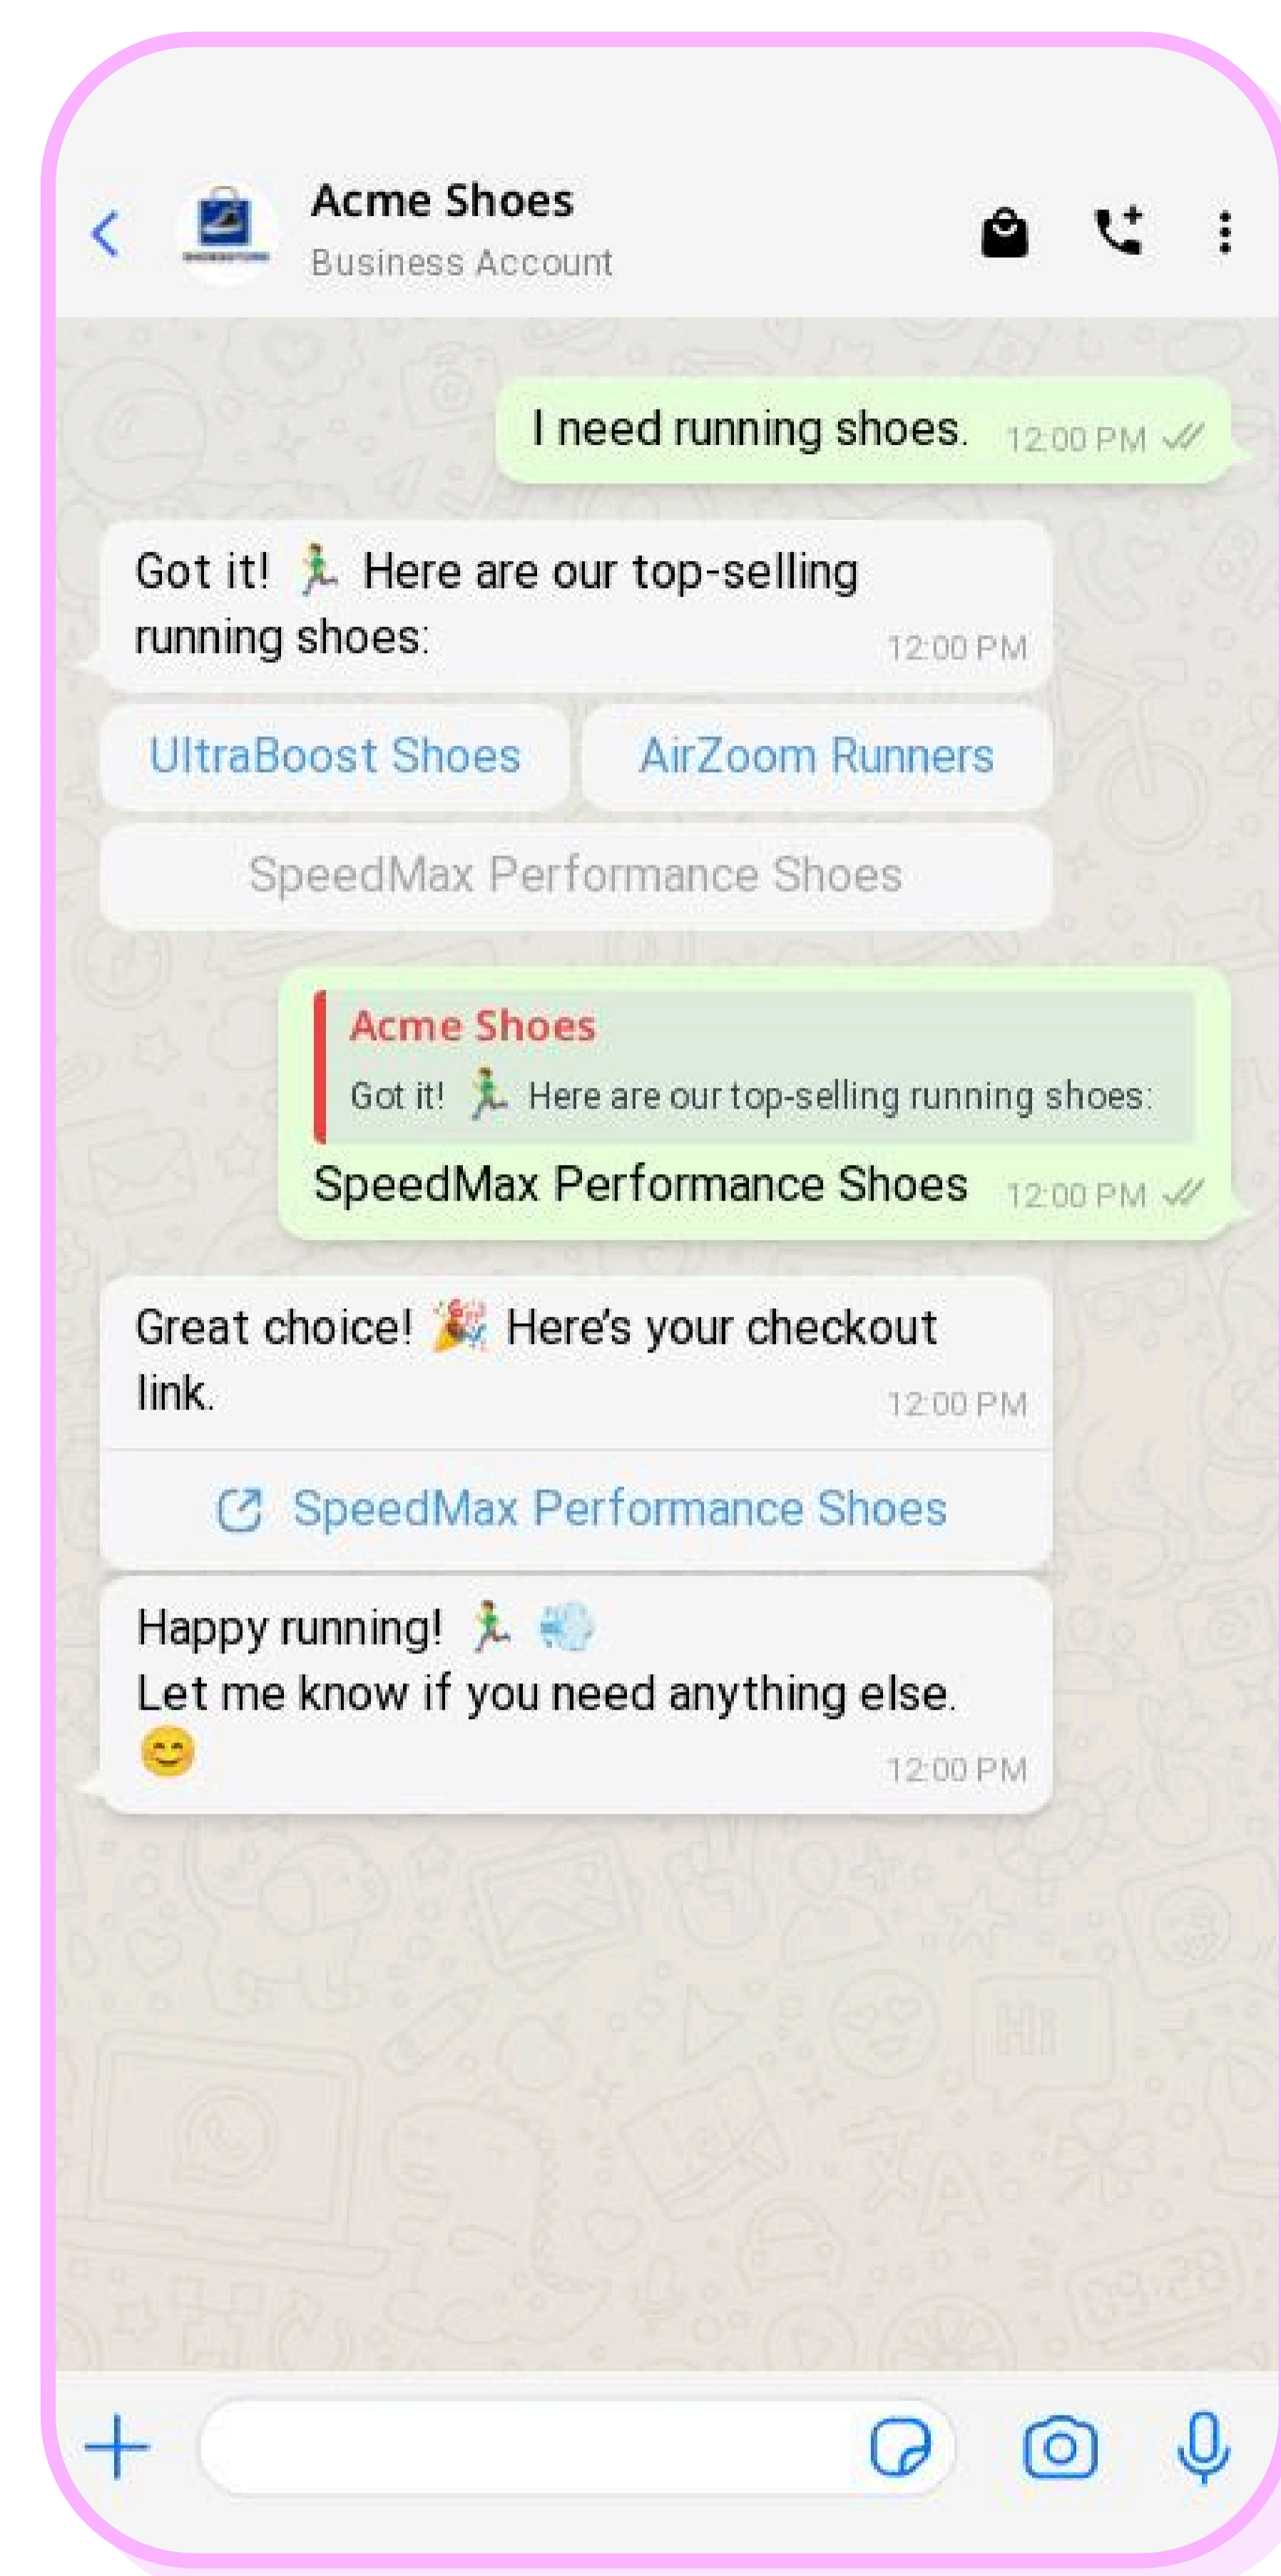 Acme Shoes
Business Account
I need running shoes. 12:00 PM
Got it! 🏃‍♂️ Here are our top-selling
running shoes: 12:00 PM
UltraBoost Shoes AirZoom Runners
SpeedMax Performance Shoes
Acme Shoes
Got it! 🏃‍♂️ Here are our top-selling running shoes:
SpeedMax Performance Shoes 12:00 PM
Great choice! 🎉 Here’s your checkout
link. 12:00 PM
SpeedMax Performance Shoes
Happy running! 🏃‍♂️ 💨
Let me know if you need anything else.
😊 12:00 PM